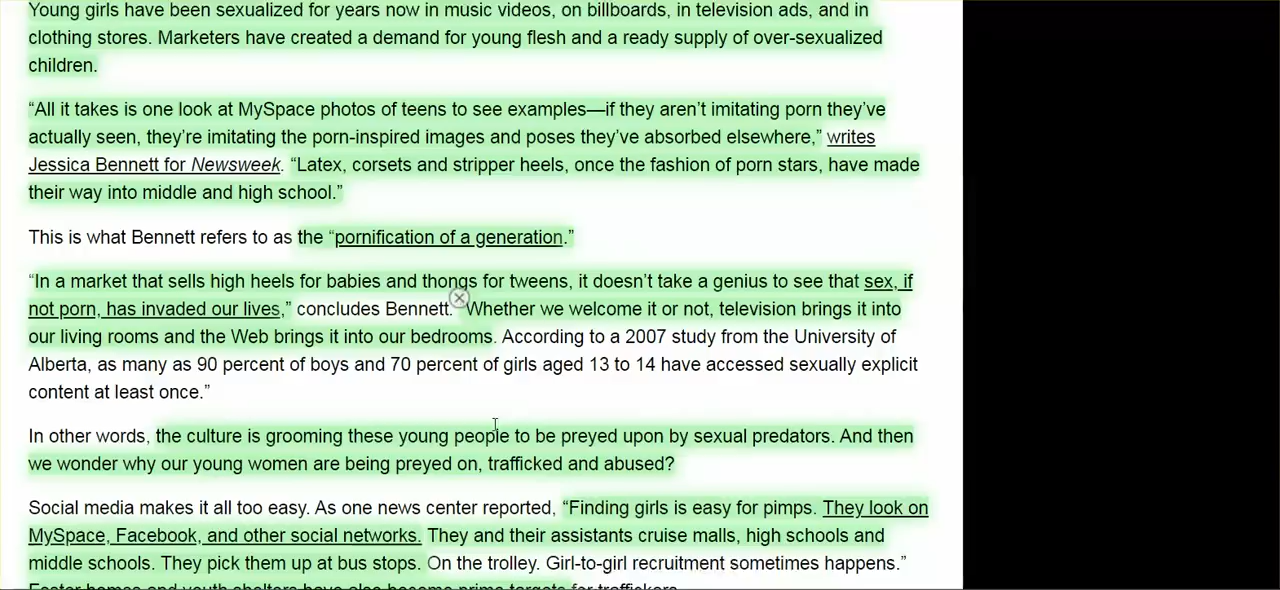 Young girls have been sexualized for years now in music videos, on billboards, in television ads, and in
clothing stores. Marketers have created a demand for young flesh and a ready supply of over-sexualized
children.
“All it takes is one look at MySpace photos of teens to see examples—if they aren’t imitating porn they’ve
actually seen, they’re imitating the porn-inspired images and poses they’ve absorbed elsewhere,” writes
Jessica Bennett for Newsweek. “Latex, corsets and stripper heels, once the fashion of porn stars, have made
their way into middle and high school.”
This is what Bennett refers to as the “pornification of a generation.”
“In a market that sells high heels for babies and thongs for tweens, it doesn’t take a genius to see that sex, if
not porn, has invaded our lives,” concludes Bennett. “Whether we welcome it or not, television brings it into
our living rooms and the Web brings it into our bedrooms. According to a 2007 study from the University of
Alberta, as many as 90 percent of boys and 70 percent of girls aged 13 to 14 have accessed sexually explicit
content at least once.”
In other words, the culture is grooming these young people to be preyed upon by sexual predators. And then
we wonder why our young women are being preyed on, trafficked and abused?
Social media makes it all too easy. As one news center reported, “Finding girls is easy for pimps. They look on
MySpace, Facebook, and other social networks. They and their assistants cruise malls, high schools and
middle schools. They pick them up at bus stops. On the trolley. Girl-to-girl recruitment sometimes happens.”
Foster homes and youth shelters have also become prime targets for traffickers.